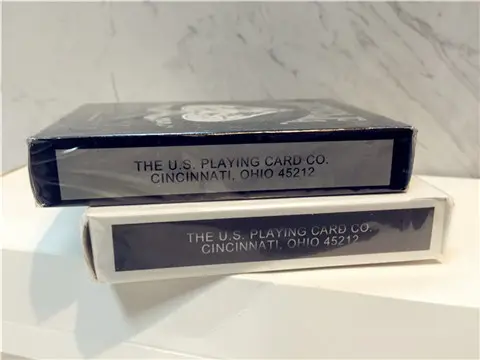 THE U.S. PLAYING CARD CO.
CINCINNATI, OHIO 45212
THE U.S. PLAYING CARD CO.
CINCINNATI, OHIO 45212